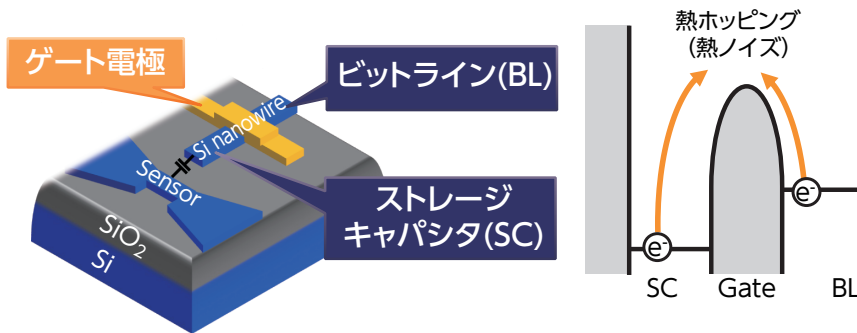 ゲート電極
ビットライン(BL)
Si nanowire
Sensor
ストレージ
キャパシタ(SC)
SiO2
Si
熱ホッピング
(熱ノイズ)
e-
e-
SC Gate BL